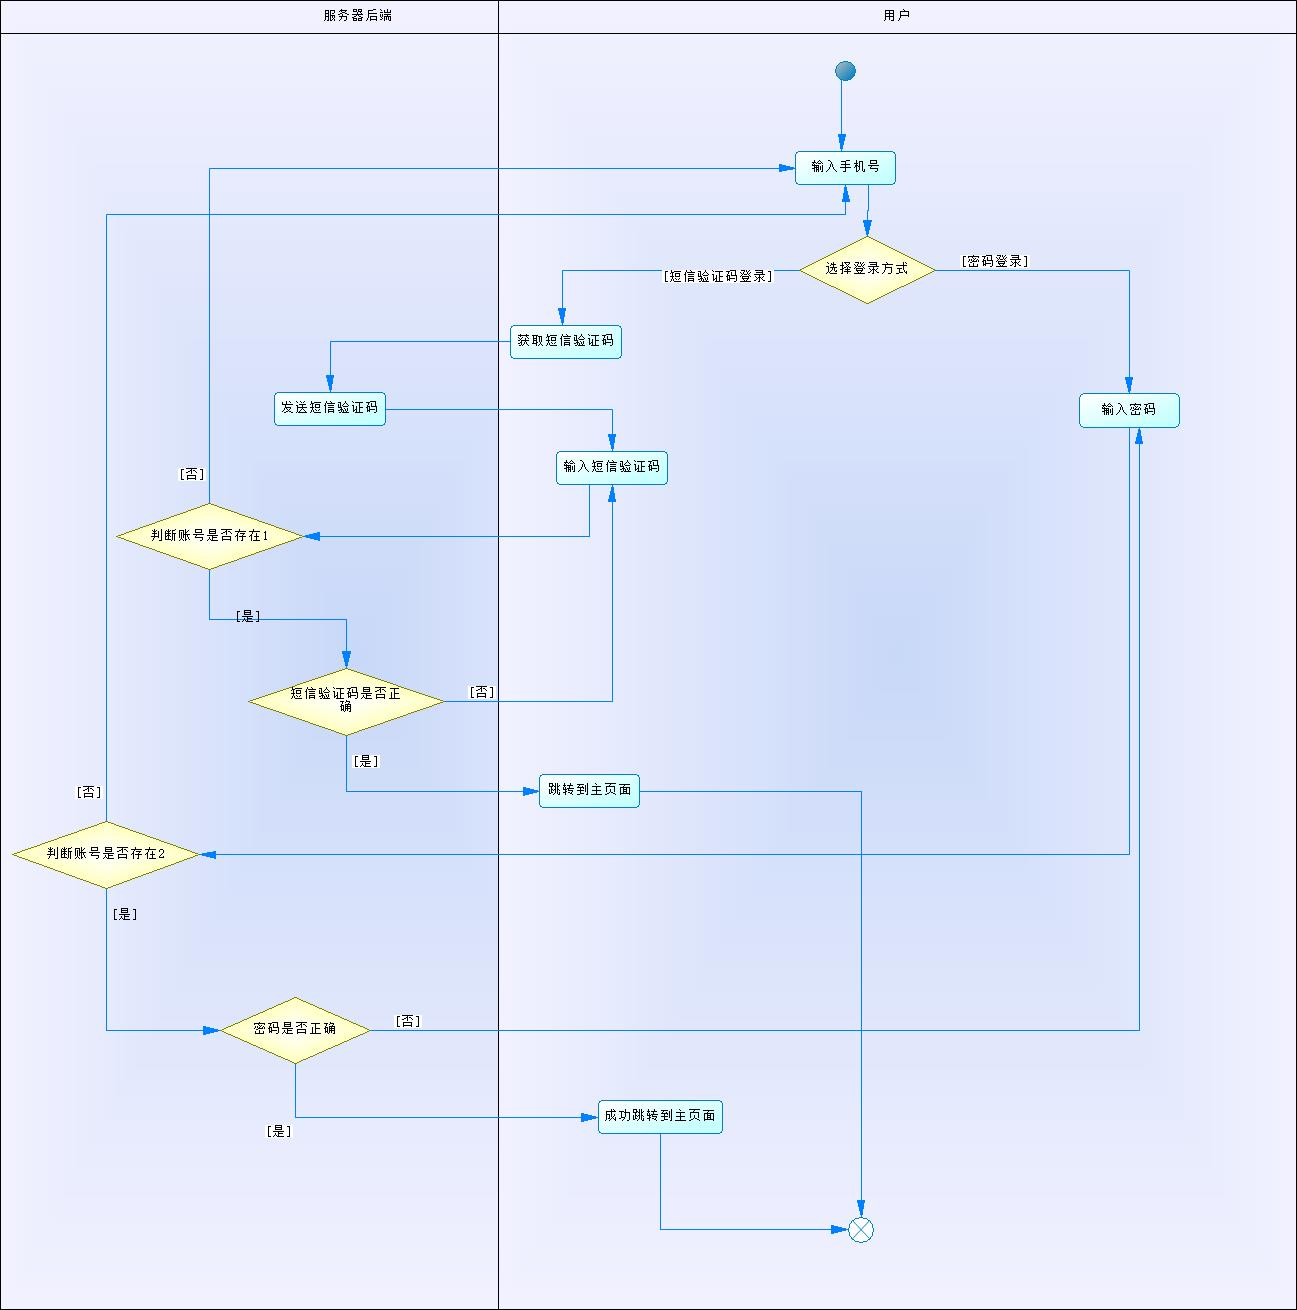 服务器后端
用户
输入手机号
选择登录方式
[短信验证码登录]
[密码登录]
获取短信验证码
发送短信验证码
输入密码
输入短信验证码
[否]
判断账号是否存在1
[是]
短信验证码是否正
确
[否]
[是]
跳转到主页面
[否]
判断账号是否存在2
[是]
密码是否正确
[否]
成功跳转到主页面
[是]